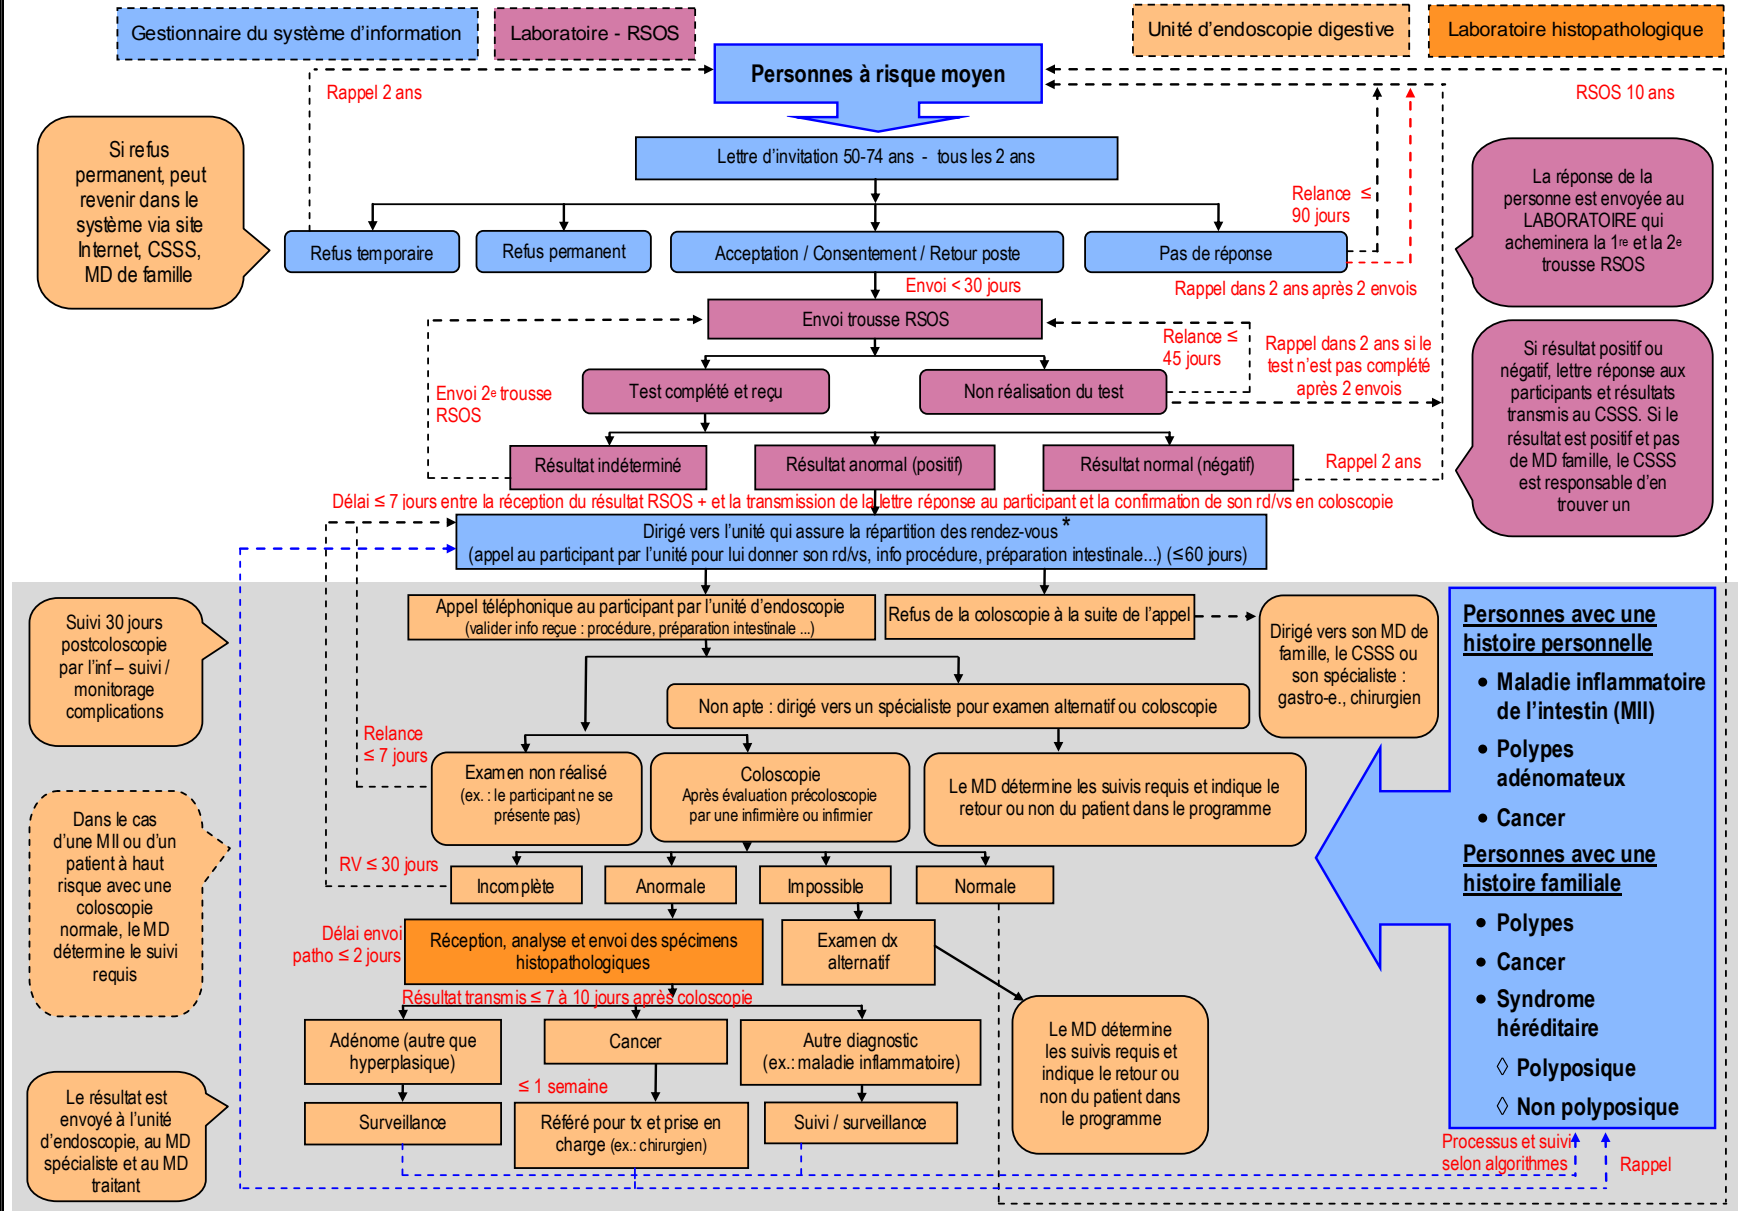 Gestionnaire du système d'information
Laboratoire - RSOS
Unité d'endoscopie digestive
Laboratoire histopathologique
Personnes à risque moyen
Rappel 2 ans
RSOS 10 ans
Si refus
permanent, peut
revenir dans le
système via site
Internet, CSSS,
MD de famille
Lettre d'invitation 50-74 ans - tous les 2 ans
Relance ≤
90 jours
La réponse de la
personne est envoyée au
LABORATOIRE qui
acheminera la 1re et la 2e
trousse RSOS
Refus temporaire
Refus permanent
Acceptation / Consentement / Retour poste
Pas de réponse
Envoi < 30 jours
Rappel dans 2 ans après 2 envois
Envoi trousse RSOS
Relance ≤
45 jours
Rappel dans 2 ans si le
test n'est pas complété
après 2 envois
Envoi 2e trousse
RSOS
Test complété et reçu
Non réalisation du test
Si résultat positif ou
négatif, lettre réponse aux
participants et résultats
transmis au CSSS. Si le
résultat est positif et pas
de MD famille, le CSSS
est responsable d'en
trouver un
Résultat indéterminé
Résultat anormal (positif)
Résultat normal (négatif)
Rappel 2 ans
Délai ≤ 7 jours entre la réception du résultat RSOS + et la transmission de la lettre réponse au participant et la confirmation de son rd/vs en coloscopie
Dirigé vers l'unité qui assure la répartition des rendez-vous *
(appel au participant par l'unité pour lui donner son rd/vs, info procédure, préparation intestinale...) (≤60 jours)
Suivi 30 jours
postcoloscopie
par l'inf – suivi /
monitorage
complications
Appel téléphonique au participant par l'unité d'endoscopie
(valider info reçue : procédure, préparation intestinale ...)
Refus de la coloscopie à la suite de l'appel
Dirigé vers son MD de
famille, le CSSS ou
son spécialiste :
gastro-e., chirurgien
Non apte : dirigé vers un spécialiste pour examen alternatif ou coloscopie
Relance
≤ 7 jours
Examen non réalisé
(ex. : le participant ne se
présente pas)
Coloscopie
Après évaluation précoloscopie
par une infirmière ou infirmier
Le MD détermine les suivis requis et indique le
retour ou non du patient dans le programme
Personnes avec une
histoire personnelle
• Maladie inflammatoire
de l'intestin (MII)
• Polypes
adénomateux
• Cancer
Personnes avec une
histoire familiale
• Polypes
• Cancer
• Syndrome
héréditaire
◊ Polyposique
◊ Non polyposique
Dans le cas
d'une MII ou d'un
patient à haut
risque avec une
coloscopie
normale, le MD
détermine le suivi
requis
RV ≤ 30 jours
Incomplète
Anormale
Impossible
Normale
Délai envoi
patho ≤ 2 jours
Réception, analyse et envoi des spécimens
histopathologiques
Examen dx
alternatif
Résultat transmis ≤ 7 à 10 jours après coloscopie
Adénome (autre que
hyperplasique)
Cancer
Autre diagnostic
(ex.: maladie inflammatoire)
Le MD détermine
les suivis requis et
indique le retour ou
non du patient dans
le programme
≤ 1 semaine
Surveillance
Référé pour tx et prise en
charge (ex.: chirurgien)
Suivi / surveillance
Le résultat est
envoyé à l'unité
d'endoscopie, au MD
spécialiste et au MD
traitant
Processus et suivi
selon algorithmes
Rappel